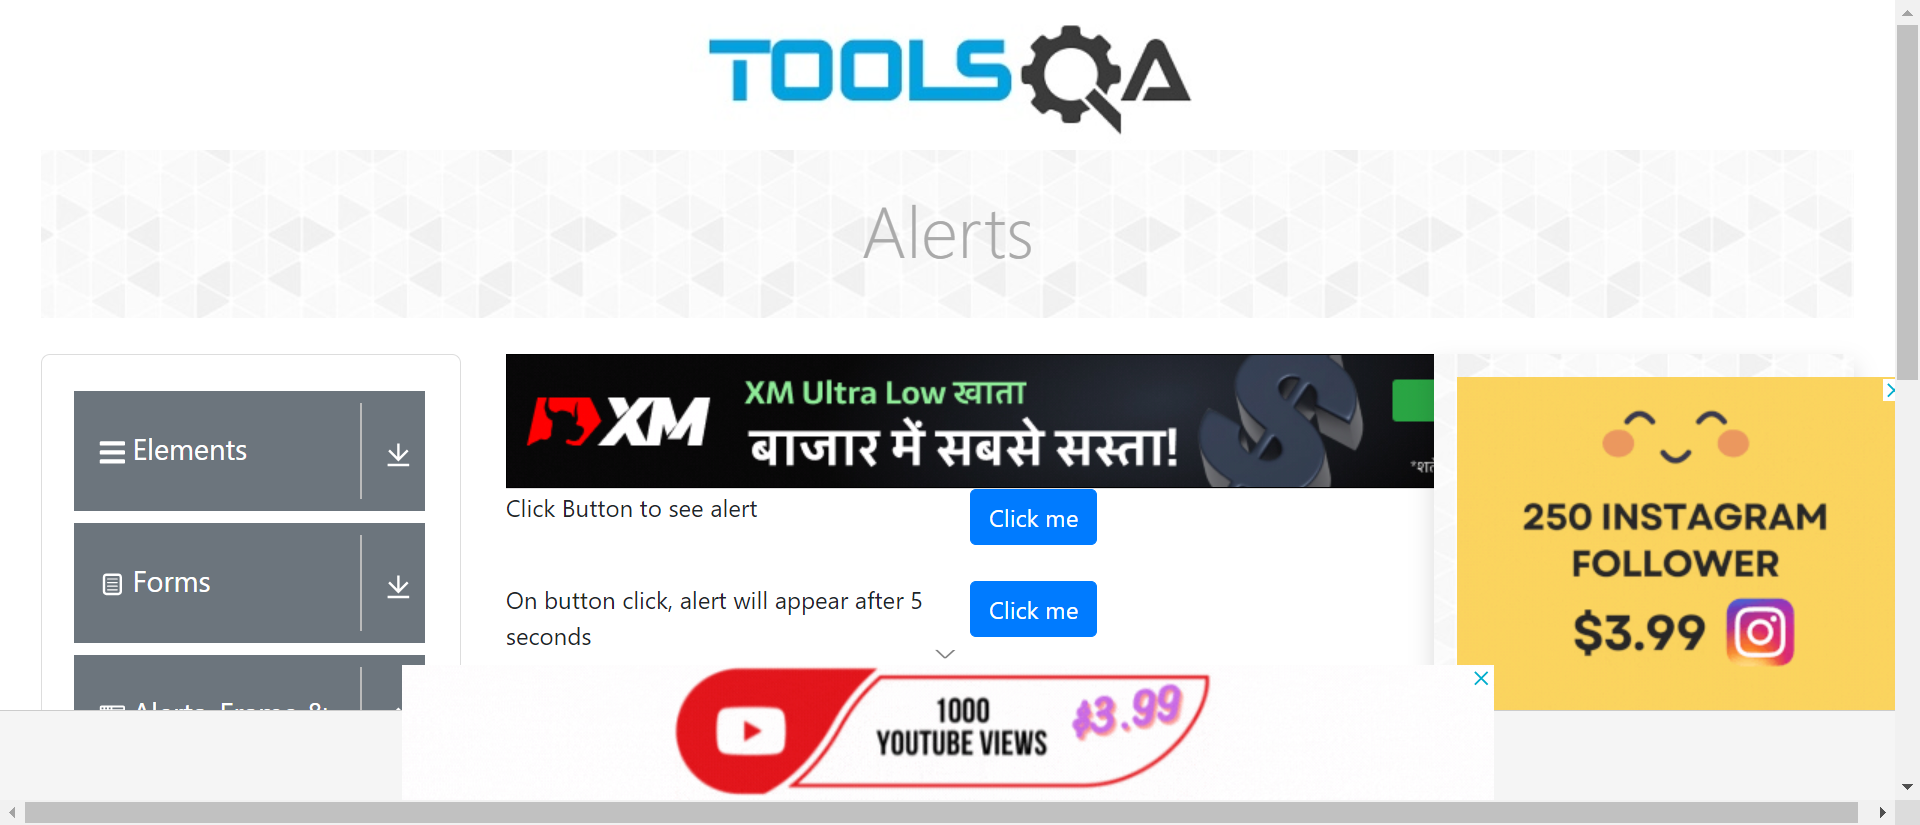 TOOLSQA
Alerts
Elements
Forms
Alerts, Frame &
XM
XM Ultra Low खाता
बाजार में सबसे सस्ता!
Click Button to see alert
Click me
On button click, alert will appear after 5
seconds
Click me
250 INSTAGRAM
FOLLOWER
$3.99
1000
YOUTUBE VIEWS
$3.99